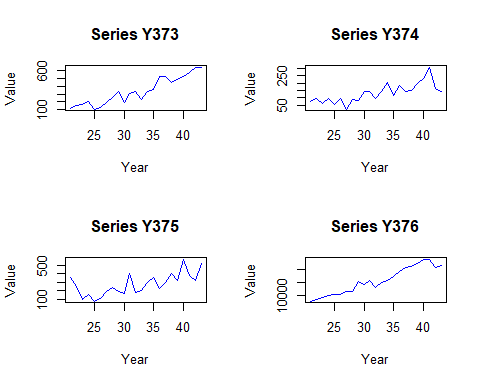 Series Y373
Value
600
100
25 30 35 40
Year
Series Y374
Value
250
50
25 30 35 40
Year
Series Y375
Value
500
100
25 30 35 40
Year
Series Y376
Value
10000
25 30 35 40
Year